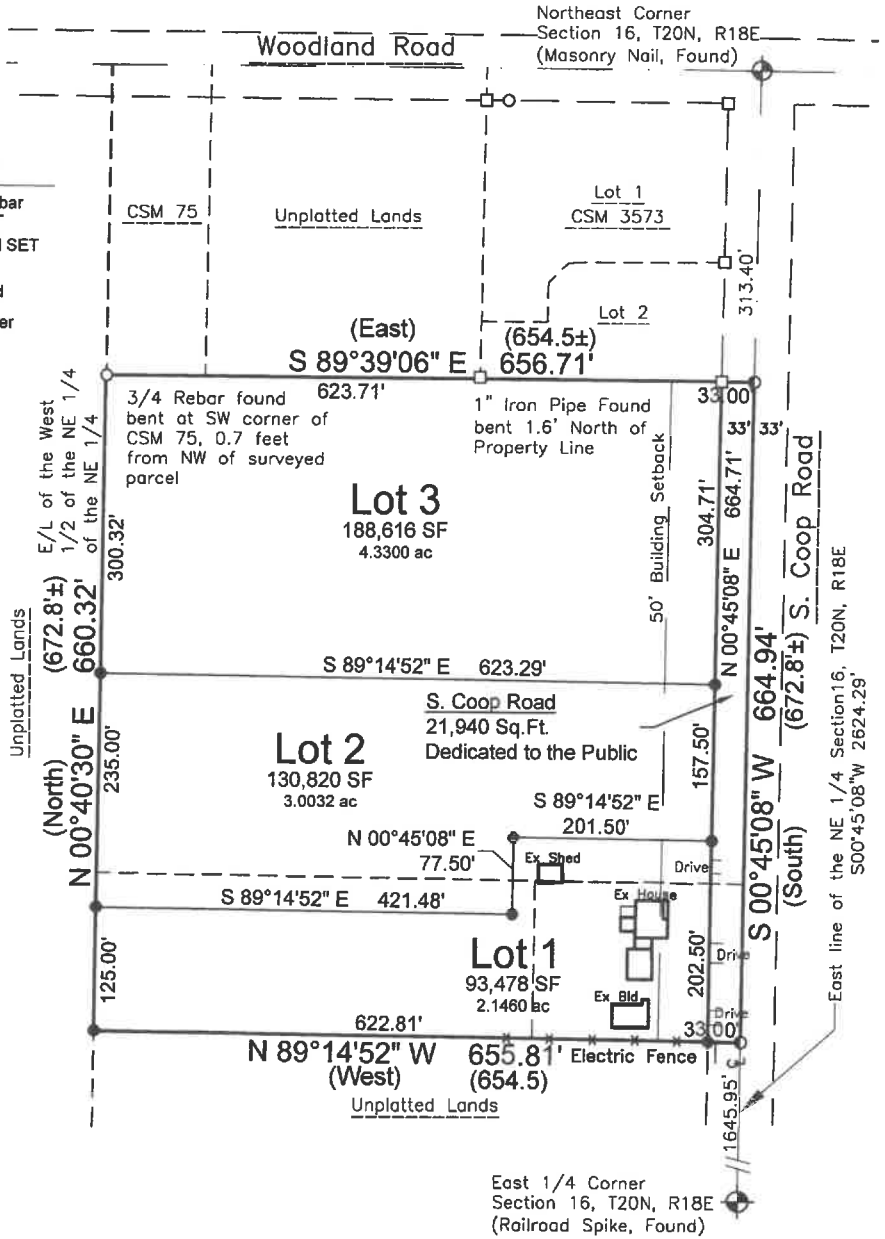 Northeast Corner
Section 16, T20N, R18E
(Masonry Nail, Found)
Woodland Road
bar
SET
er
CSM 75
Unplatted Lands
Lot 1
CSM 3573
Lot 2
313.40'
(East)
(654.5±)
S 89°39'06" E 656.71'
623.71'
33.00'
3/4 Rebar found
bent at SW corner of
CSM 75, 0.7 feet
from NW of surveyed
parcel
1" Iron Pipe Found
bent 1.6' North of
Property Line
33' 33'
E/L of the West
1/2 of the NE 1/4
of the NE 1/4
300.32'
Lot 3
188,616 SF
4.3300 ac
50' Building Setback
304.71'
N 00°45'08" E 664.71'
S. Coop Road
Unplatted Lands
(672.8'±)
660.32'
N 00°40'30" E
(North)
235.00'
S 89°14'52" E 623.29'
S. Coop Road
21,940 Sq.Ft.
Dedicated to the Public
Lot 2
130,820 SF
3.0032 ac
157.50'
S 00°45'08" W 664.94'
(672.8'±)
(South)
East line of the NE 1/4 Section16, T20N, R18E
S00°45'08"W 2624.29'
S 89°14'52" E
201.50'
N 00°45'08" E
77.50'
Ex Shed
Drive
S 89°14'52" E 421.48'
Ex House
Lot 1
93,478 SF
2.1460 ac
125.00'
Drive
202.50'
Ex Bld
Drive
622.81'
33.00'
N 89°14'52" W 655.81'
(West)
(654.5)
Electric Fence
Unplatted Lands
1645.95'
East 1/4 Corner
Section 16, T20N, R18E
(Railroad Spike, Found)